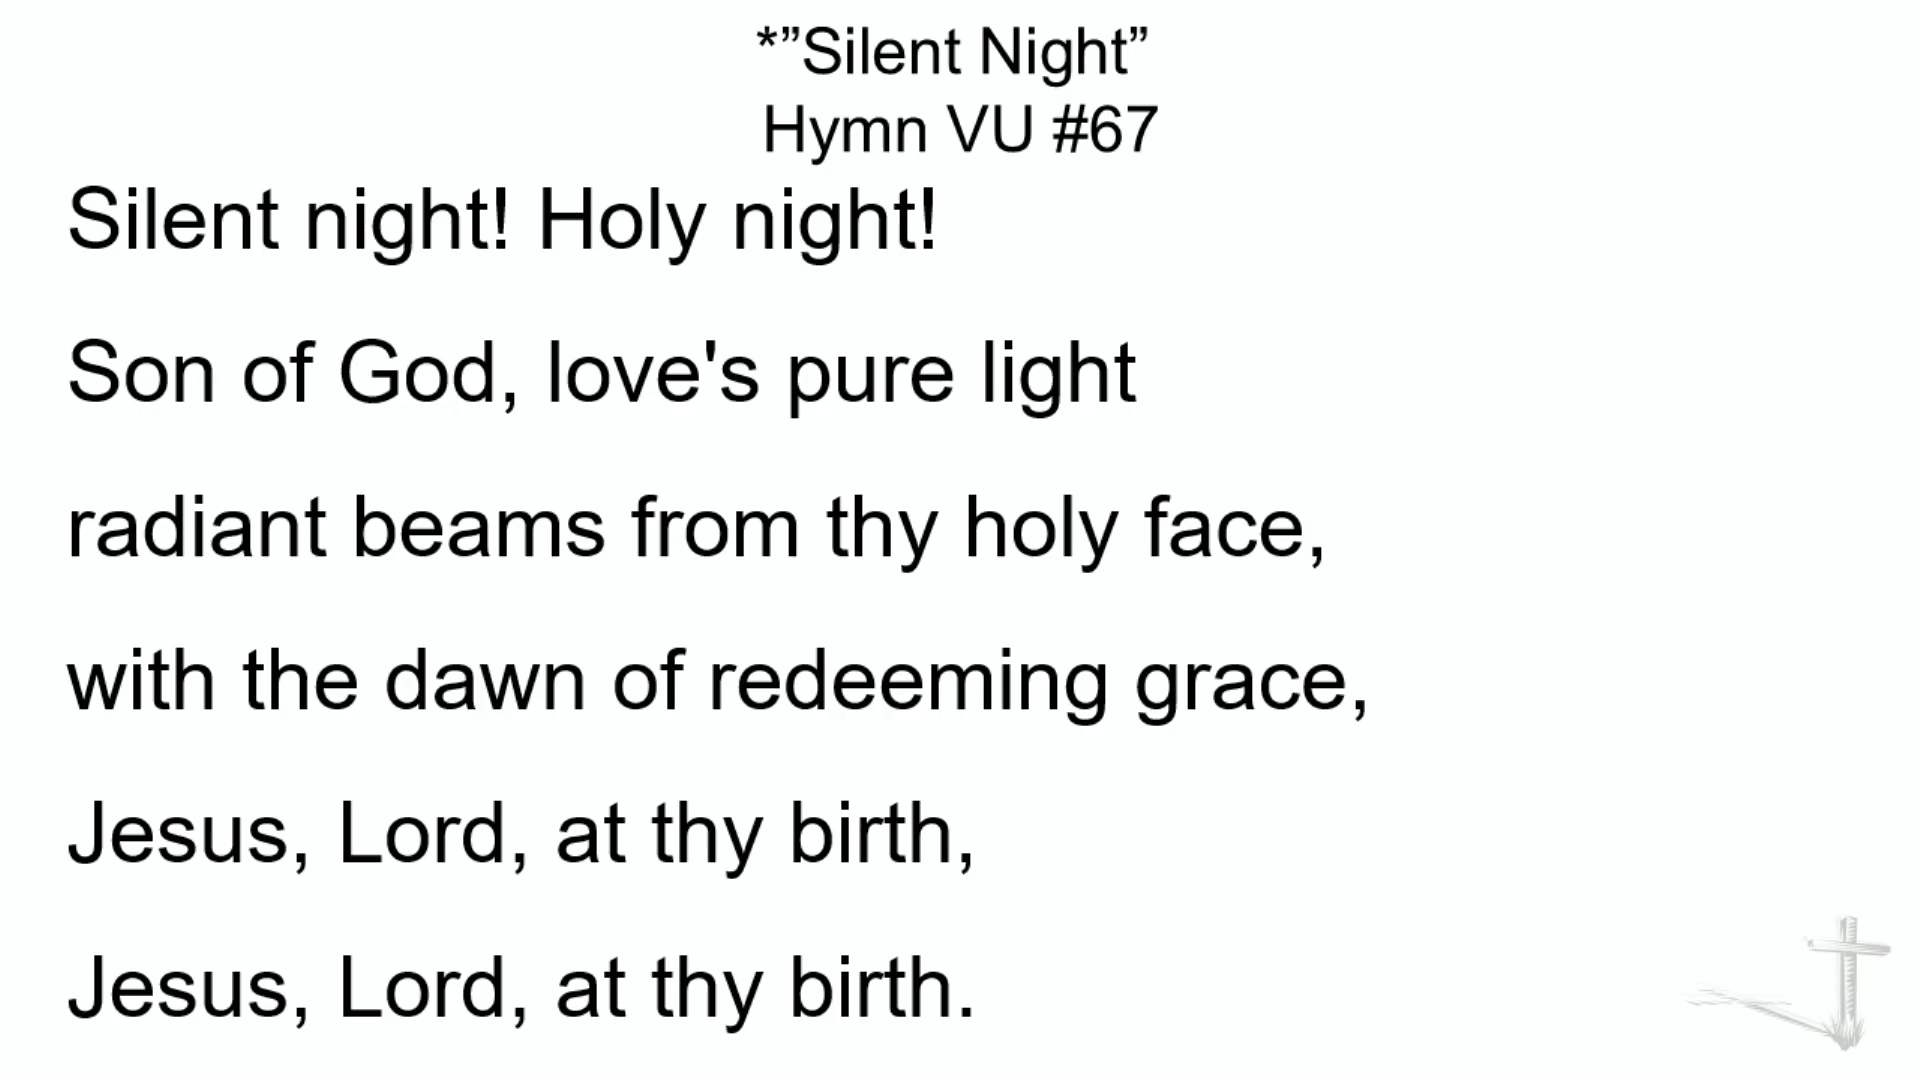 *”Silent Night”
Hymn VU #67
Silent night! Holy night!
Son of God, love's pure light
radiant beams from thy holy face,
with the dawn of redeeming grace,
Jesus, Lord, at thy birth,
Jesus, Lord, at thy birth.